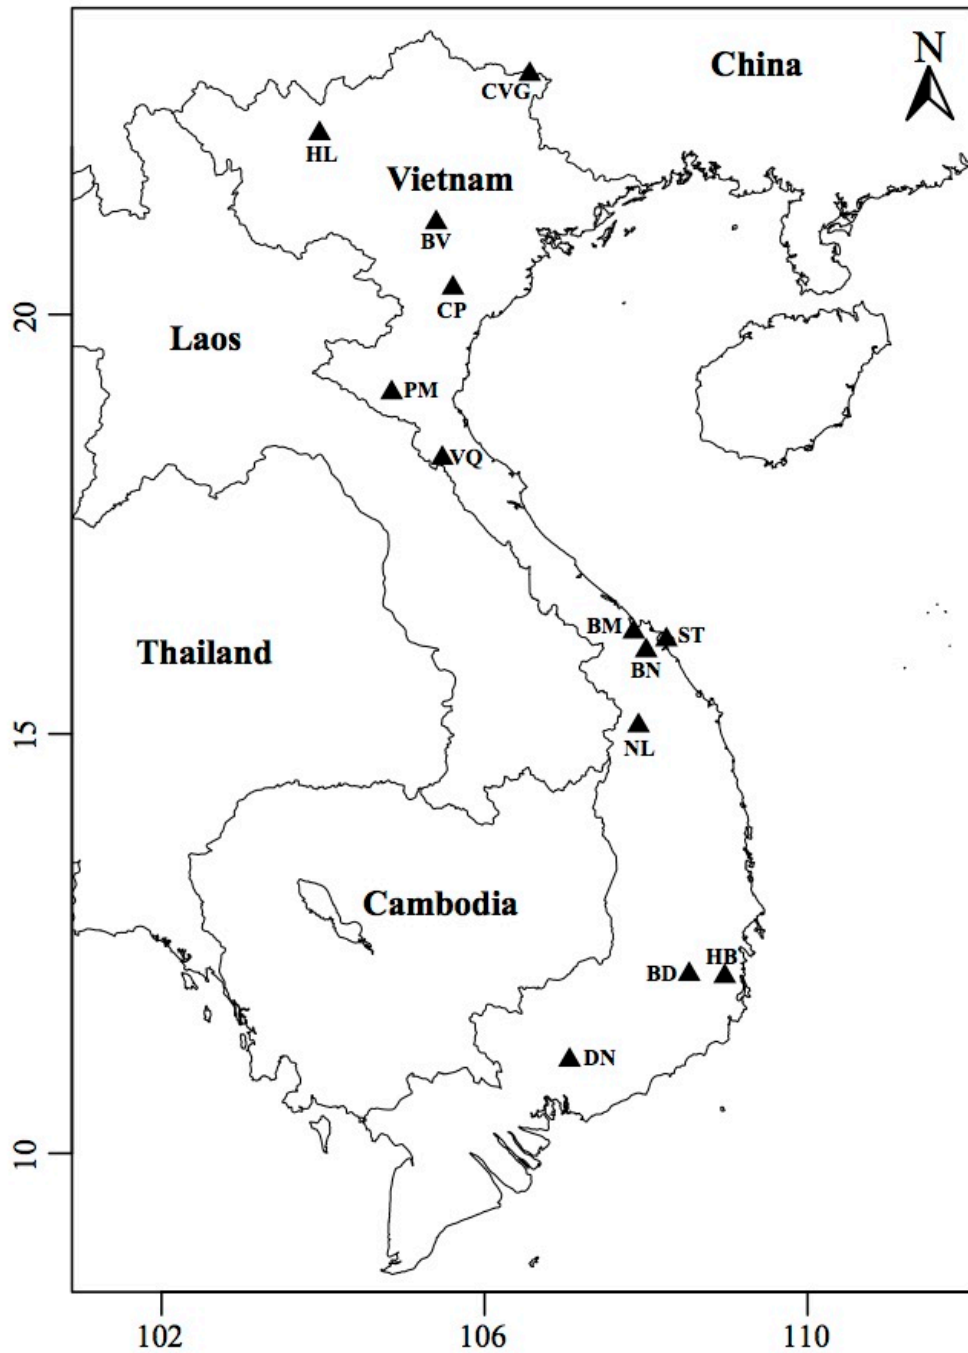 N
China
CVG
HL
Vietnam
BV
CP
20
Laos
PM
VQ
BM
ST
BN
Thailand
NL
15
Cambodia
BD
HB
DN
10
102
106
110